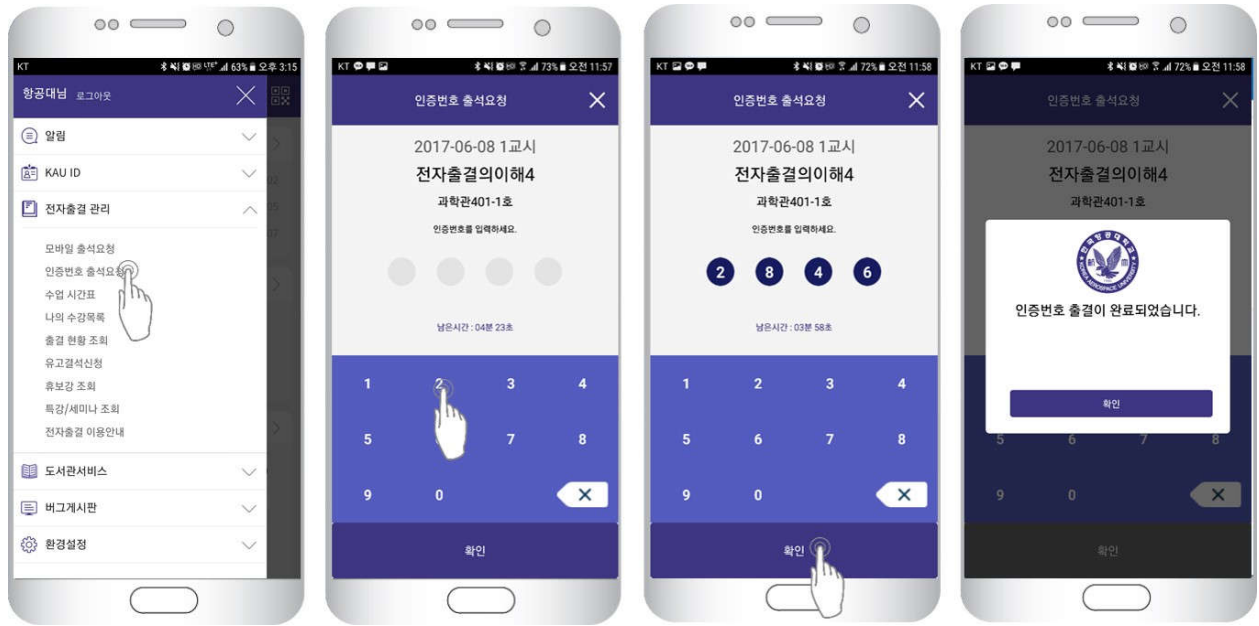 KT 63% 오후 3:15
항공대님 로그아웃
알림
KAU ID
전자출결 관리
모바일 출석요청
인증번호 출석요청
수업 시간표
나의 수강목록
출결 현황 조회
유고결석신청
휴보강 조회
특강/세미나 조회
전자출결 이용안내
도서관서비스
버그게시판
환경설정
KT 73% 오전 11:57
인증번호 출석요청
2017-06-08 1교시
전자출결의이해4
과학관401-1호
인증번호를 입력하세요.
남은시간 : 04분 23초
1 2 3 4
5 7 8
9 0
확인
KT 72% 오전 11:58
인증번호 출석요청
2017-06-08 1교시
전자출결의이해4
과학관401-1호
인증번호를 입력하세요.
2 8 4 6
남은시간 : 03분 58초
1 2 3 4
5 6 7 8
9 0
확인
KT 72% 오전 11:58
인증번호 출석요청
2017-06-08 1교시
전자출결의이해4
과학관401-1호
한국항공대학교
KOREA AEROSPACE UNIVERSITY
인증번호 출결이 완료되었습니다.
확인
5 6 7 8
9 0
확인